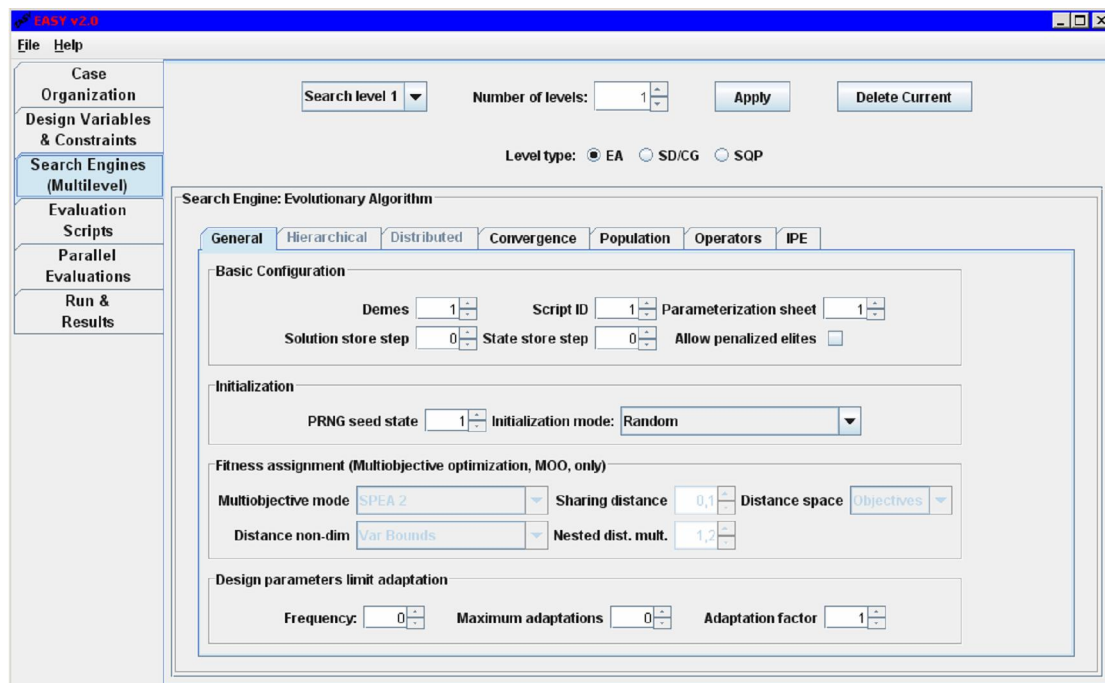 EASY v2.0
File Help
Case
Organization
Design Variables
& Constraints
Search Engines
(Multilevel)
Evaluation
Scripts
Parallel
Evaluations
Run &
Results
Search level 1 Number of levels: 1 Apply Delete Current
Level type: EA SD/CG SQP
Search Engine: Evolutionary Algorithm
General Hierarchical Distributed Convergence Population Operators IPE
Basic Configuration
Demes 1 Script ID 1 Parameterization sheet 1
Solution store step 0 State store step 0 Allow penalized elites
Initialization
PRNG seed state 1 Initialization mode: Random
Fitness assignment (Multiobjective optimization, MOO, only)
Multiobjective mode SPEA 2 Sharing distance 0,1 Distance space Objectives
Distance non-dim Var Bounds Nested dist. mult. 1,2
Design parameters limit adaptation
Frequency: 0 Maximum adaptations 0 Adaptation factor 1